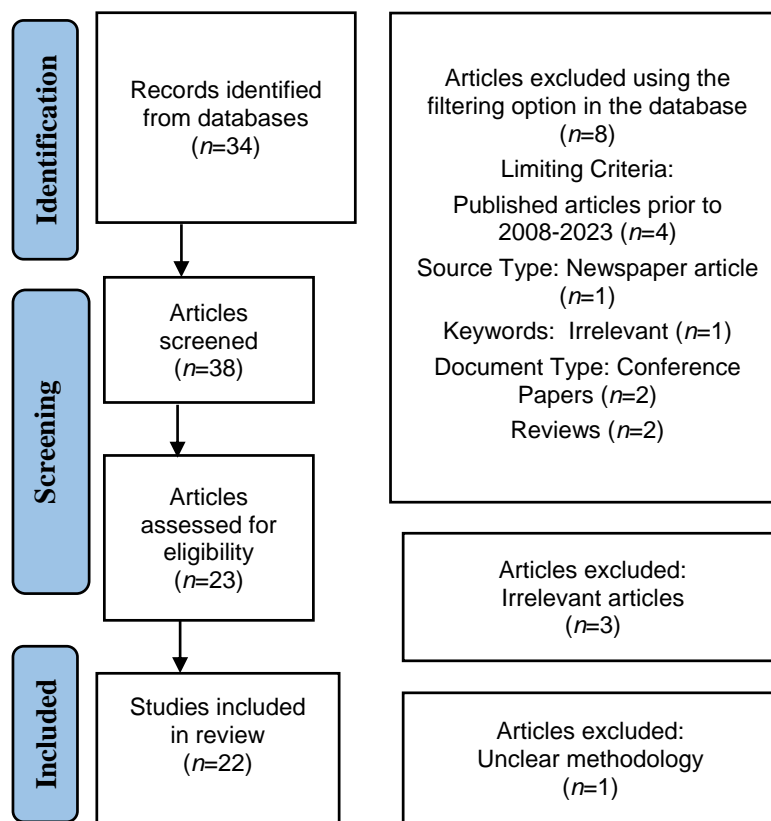 Identification
Records identified
from databases
(n=34)
Articles excluded using the
filtering option in the database
(n=8)
Limiting Criteria:
Published articles prior to
2008-2023 (n=4)
Source Type: Newspaper article
(n=1)
Keywords: Irrelevant (n=1)
Document Type: Conference
Papers (n=2)
Reviews (n=2)
Screening
Articles
screened
(n=38)
Articles
assessed for
eligibility
(n=23)
Articles excluded:
Irrelevant articles
(n=3)
Included
Studies included
in review
(n=22)
Articles excluded:
Unclear methodology
(n=1)